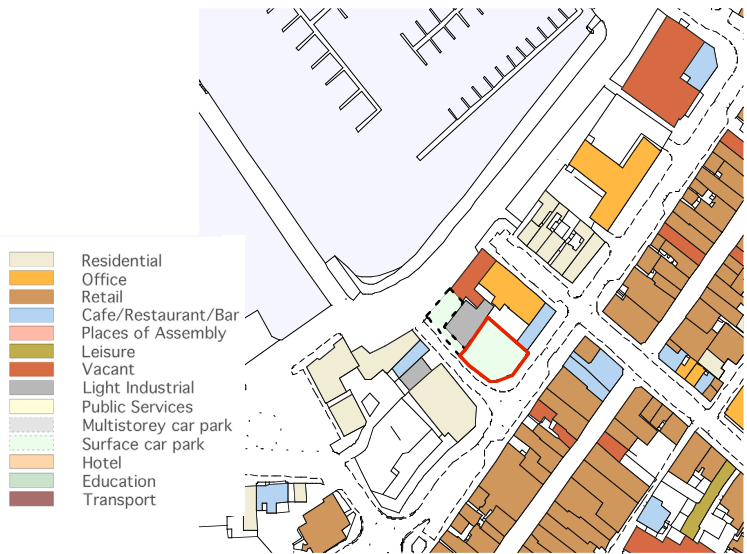 Residential
Office
Retail
Cafe/Restaurant/Bar
Places of Assembly
Leisure
Vacant
Light Industrial
Public Services
Multistorey car park
Surface car park
Hotel
Education
Transport